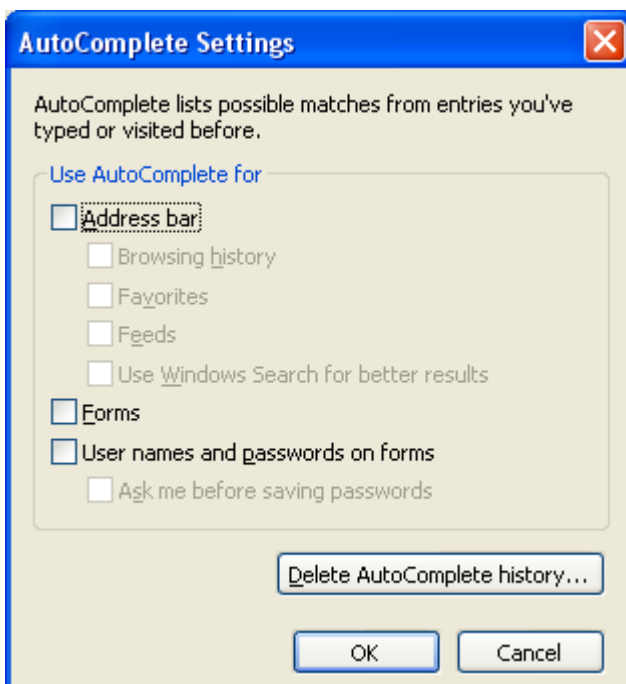 AutoComplete Settings
AutoComplete lists possible matches from entries you've
typed or visited before.
Use AutoComplete for
Address bar
Browsing history
Favorites
Feeds
Use Windows Search for better results
Forms
User names and passwords on forms
Ask me before saving passwords
Delete AutoComplete history...
OK Cancel